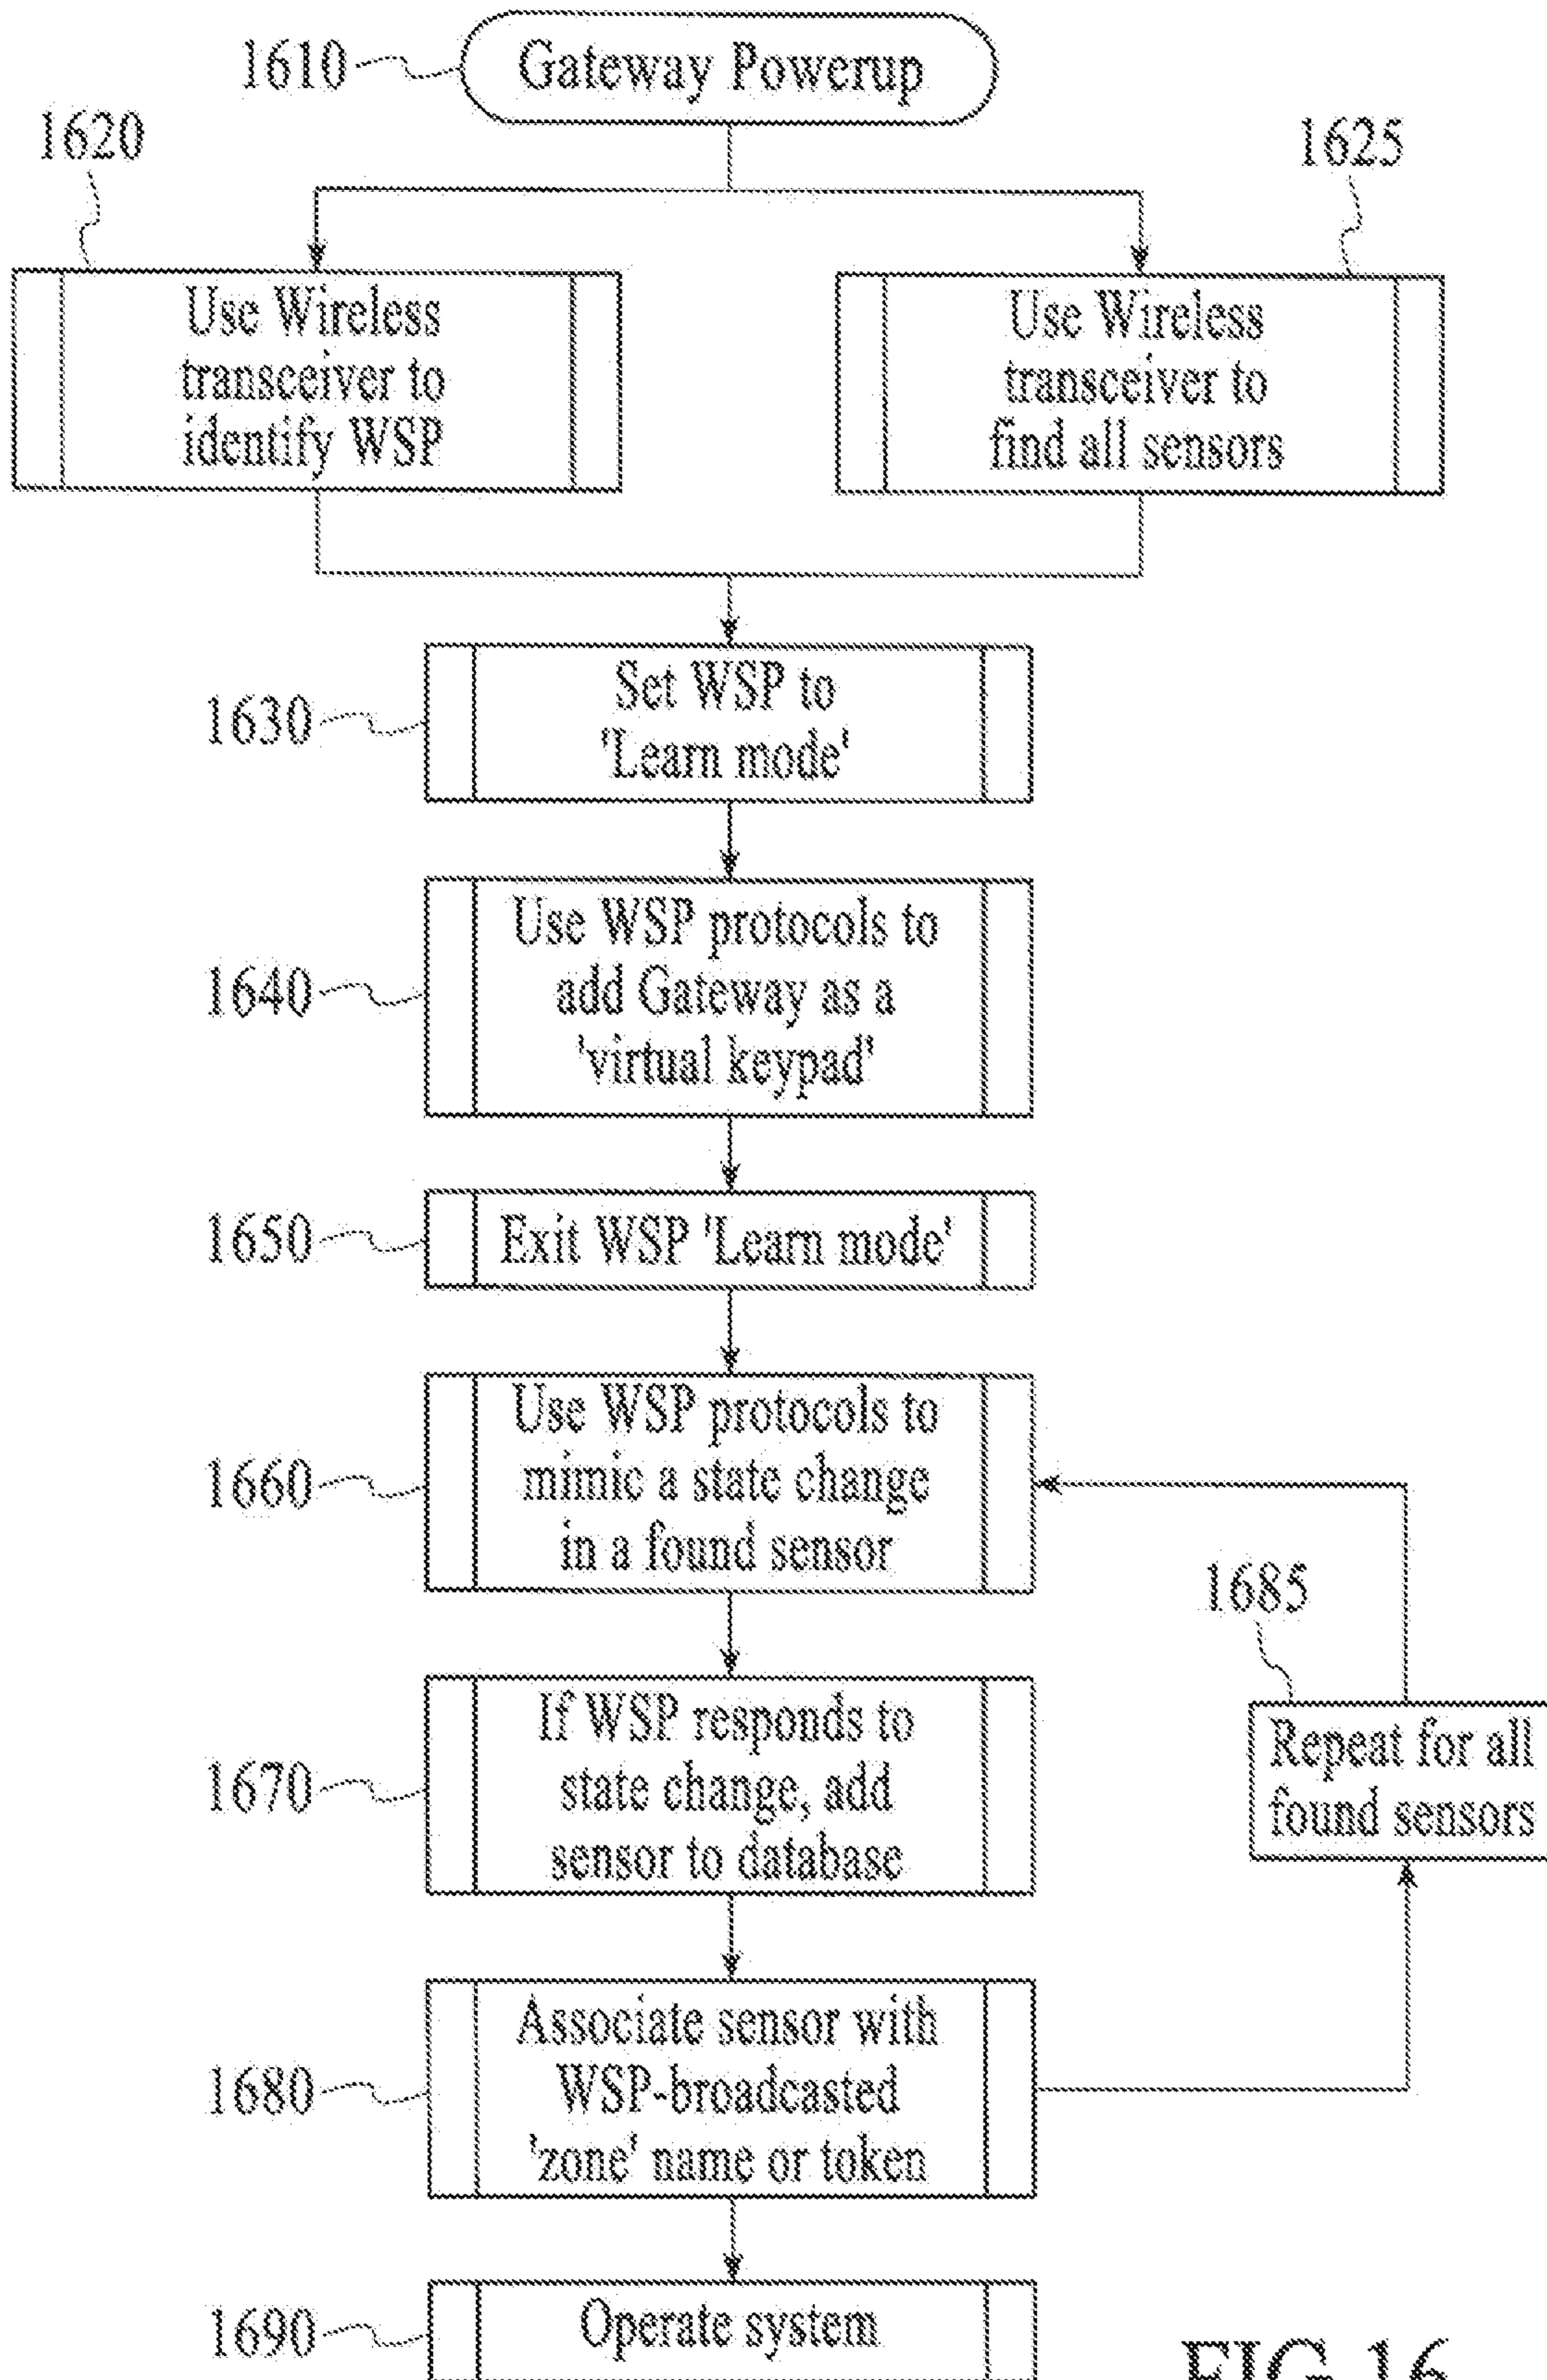 1610
Gateway Powerup
1620
1625
Use Wireless
transceiver to
identify WSP
Use Wireless
transceiver to
find all sensors
1630
Set WSP to
'Learn mode'
1640
Use WSP protocols to
add Gateway as a
'virtual keypad'
1650
Exit WSP 'Learn mode'
1660
Use WSP protocols to
mimic a state change
in a found sensor
1670
If WSP responds to
state change, add
sensor to database
1685
Repeat for all
found sensors
1680
Associate sensor with
WSP-broadcasted
'zone' name or token
1690
Operate system
FIG.16